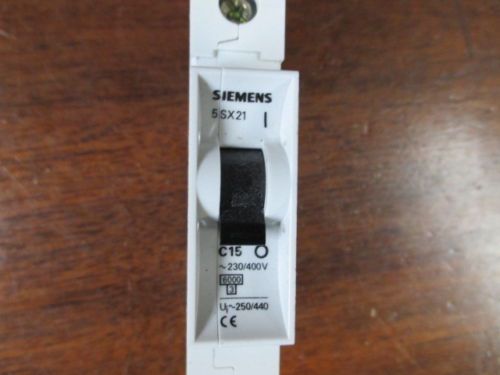 SIEMENS
5SX21 I
C15 O
~230/400V
6000
3
Ui~250/440
CE